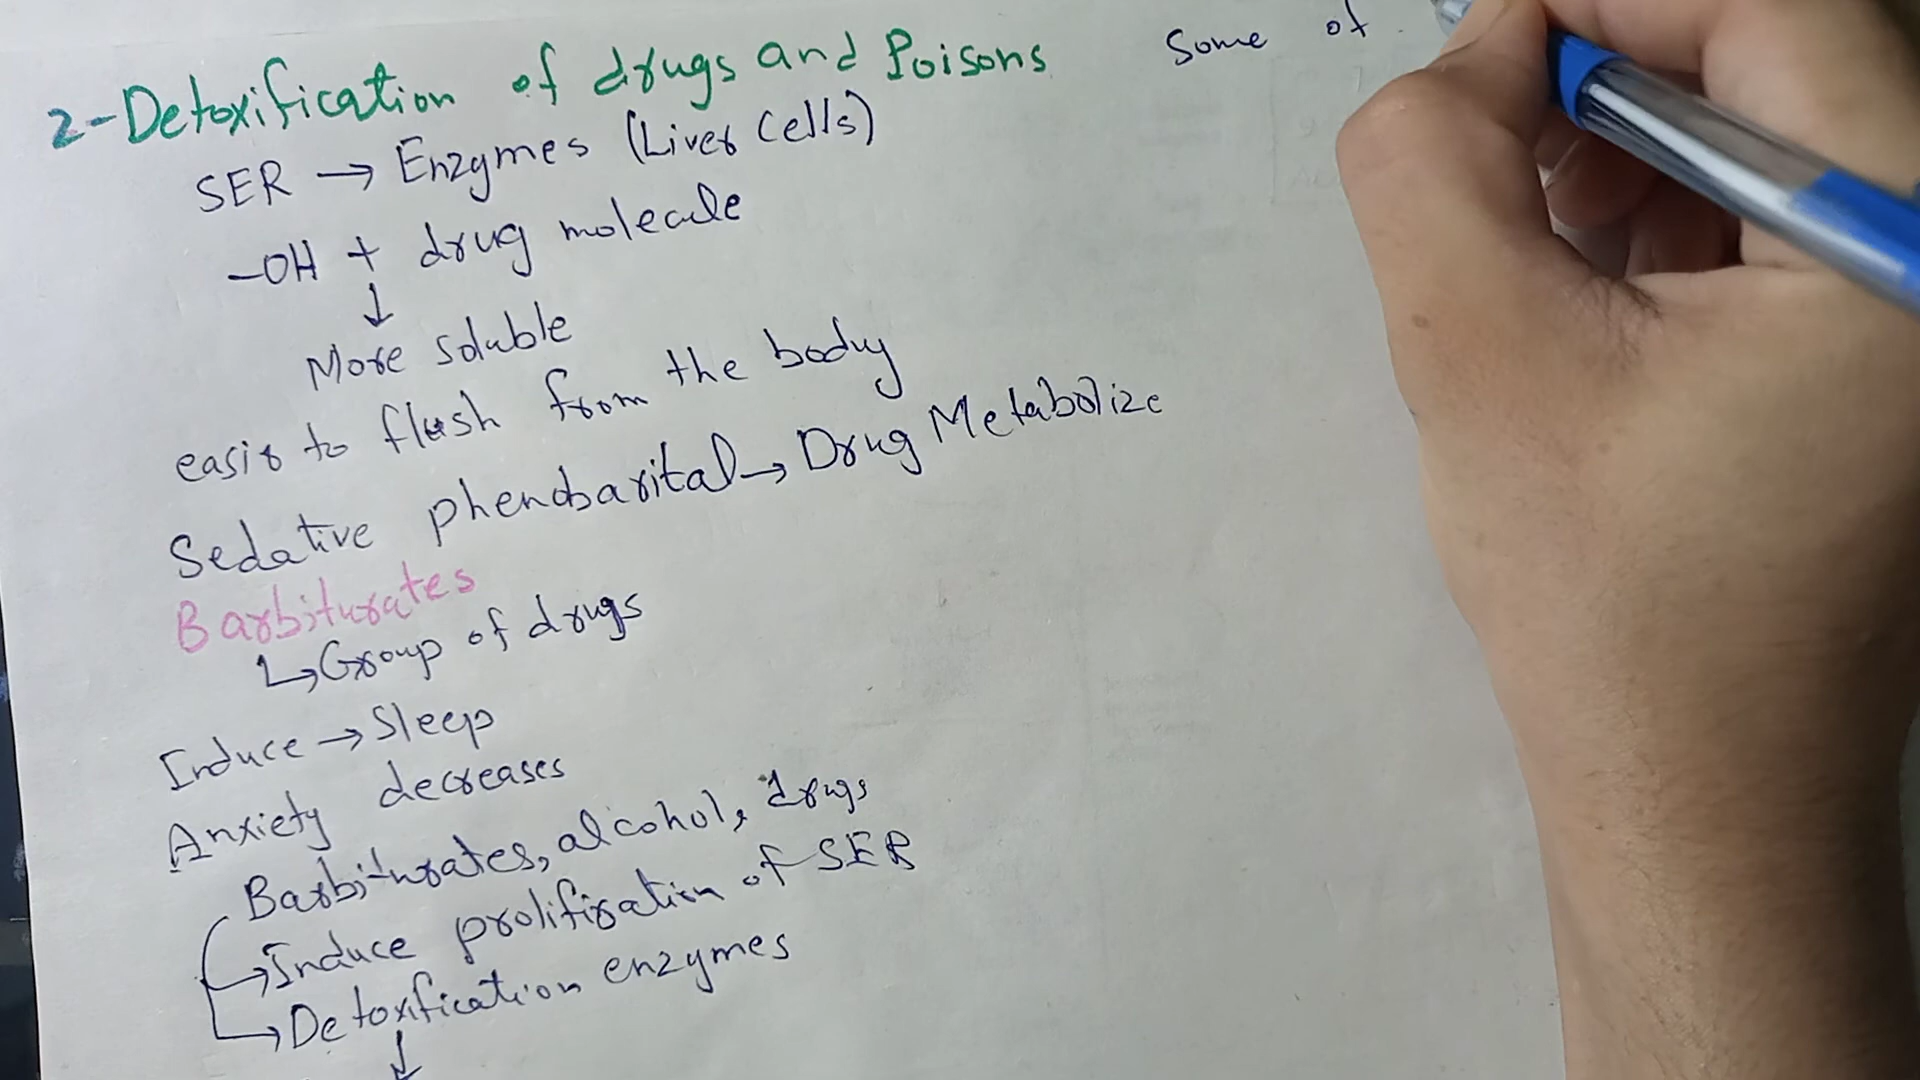 2-Detoxification of drugs and Poisons
SER → Enzymes (Liver Cells)
-OH + drug molecule
↓
More soluble
easir to flush from the body
Sedative phenobarital → Drug Metabolize
Barbiturates
↳ Group of drugs
Induce → Sleep
Anxiety decreases
Barbiturates, alcohol, drugs
→ Induce prolifiration of SER
→ Detoxification enzymes
↓
Some of